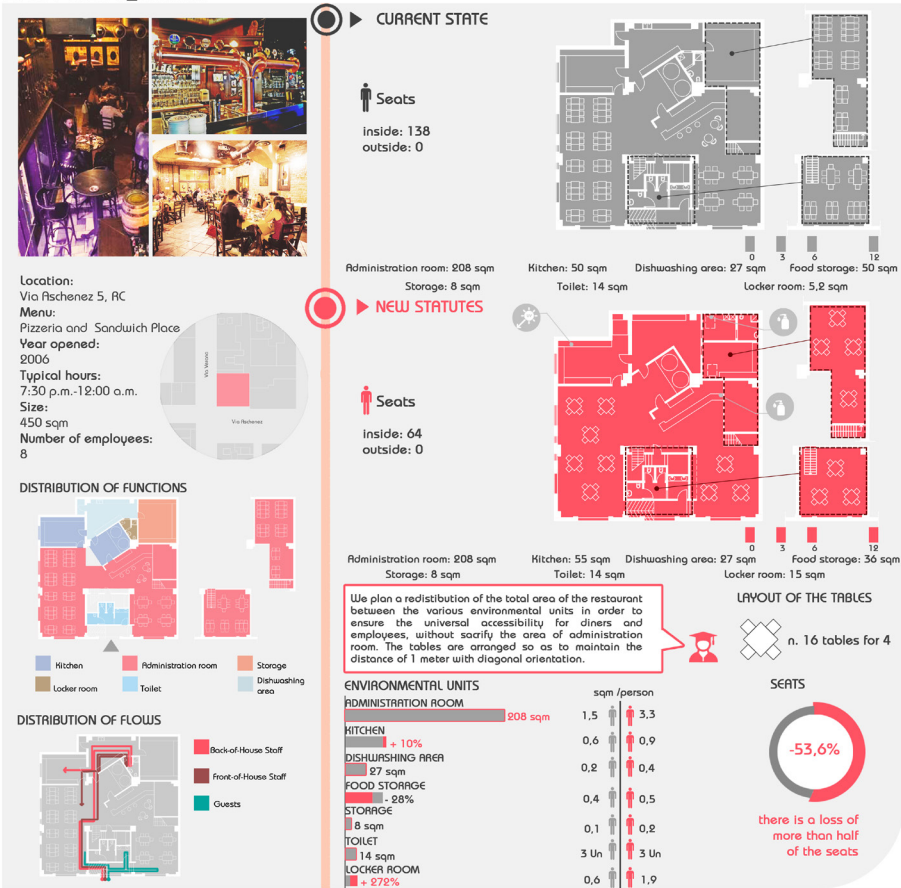 CURRENT STATE
Seats
inside: 138
outside: 0
0 3 6 12
Administration room: 208 sqm Kitchen: 50 sqm Dishwashing area: 27 sqm Food storage: 50 sqm
Storage: 8 sqm Toilet: 14 sqm Locker room: 5,2 sqm
Location:
Via Aschenez 5, RC
Menu:
Pizzeria and Sandwich Place
Year opened:
2006
Typical hours:
7:30 p.m.-12:00 a.m.
Size:
450 sqm
Number of employees:
8
Via Aschenez
NEW STATUTES
Seats
inside: 64
outside: 0
0 3 6 12
Administration room: 208 sqm Kitchen: 55 sqm Dishwashing area: 27 sqm Food storage: 36 sqm
Storage: 8 sqm Toilet: 14 sqm Locker room: 15 sqm
DISTRIBUTION OF FUNCTIONS
Kitchen
Administration room
Storage
Locker room
Toilet
Dishwashing
area
DISTRIBUTION OF FLOWS
Back-of-House Staff
Front-of-House Staff
Guests
We plan a redistibution of the total area of the restaurant
between the various environmental units in order to
ensure the universal accessibility for diners and
employees, without sacrify the area of administration
room. The tables are arranged so as to maintain the
distance of 1 meter with diagonal orientation.
LAYOUT OF THE TABLES
n. 16 tables for 4
ENVIRONMENTAL UNITS
sqm /person
ADMINISTRATION ROOM
208 sqm 1,5 3,3
KITCHEN
+ 10% 0,6 0,9
DISHWASHING AREA
27 sqm 0,2 0,4
FOOD STORAGE
- 28% 0,4 0,5
STORAGE
8 sqm 0,1 0,2
TOILET
14 sqm 3 Un 3 Un
LOCKER ROOM
+ 272% 0,6 1,9
SEATS
-53,6%
there is a loss of
more than half
of the seats